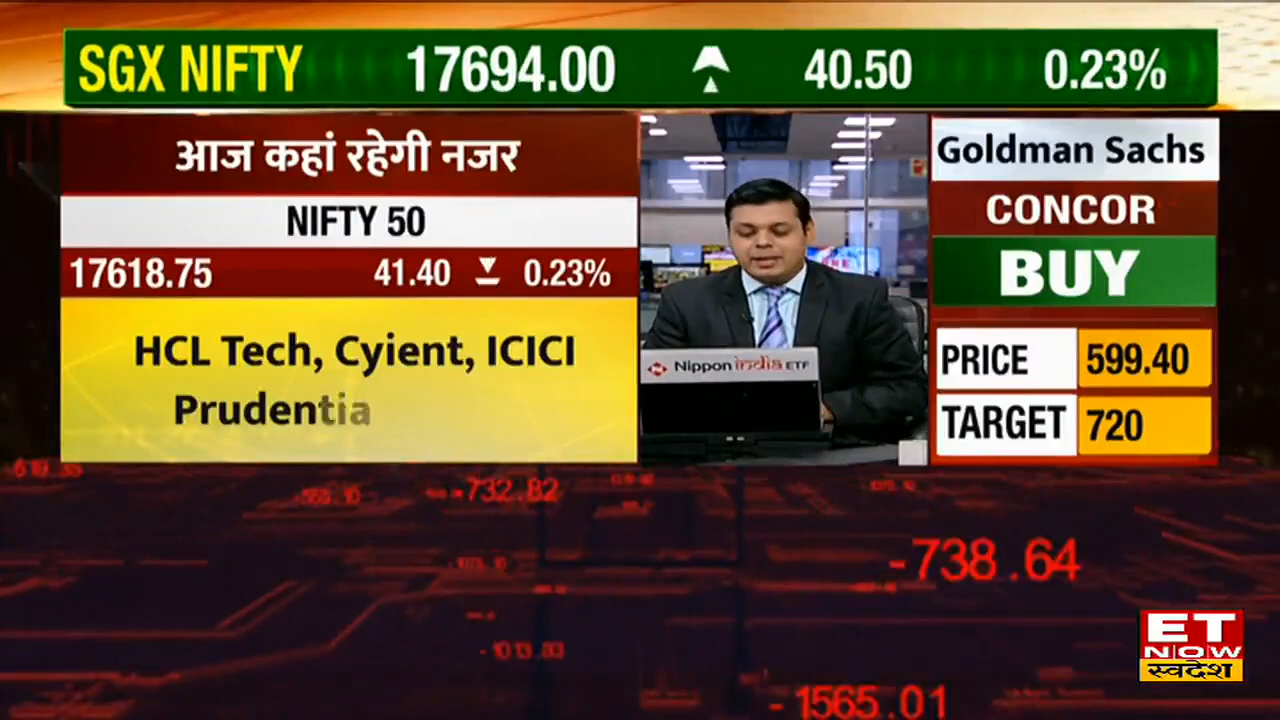 SGX NIFTY 17694.00 40.50 0.23%
आज कहां रहेगी नजर
NIFTY 50
17618.75 41.40 0.23%
HCL Tech, Cyient, ICICI
Prudentia
Nippon india ETF
Goldman Sachs
CONCOR
BUY
PRICE 599.40
TARGET 720
-732.82
-738.64
-1013.
-1565.01
ET
NOW
स्वदेश